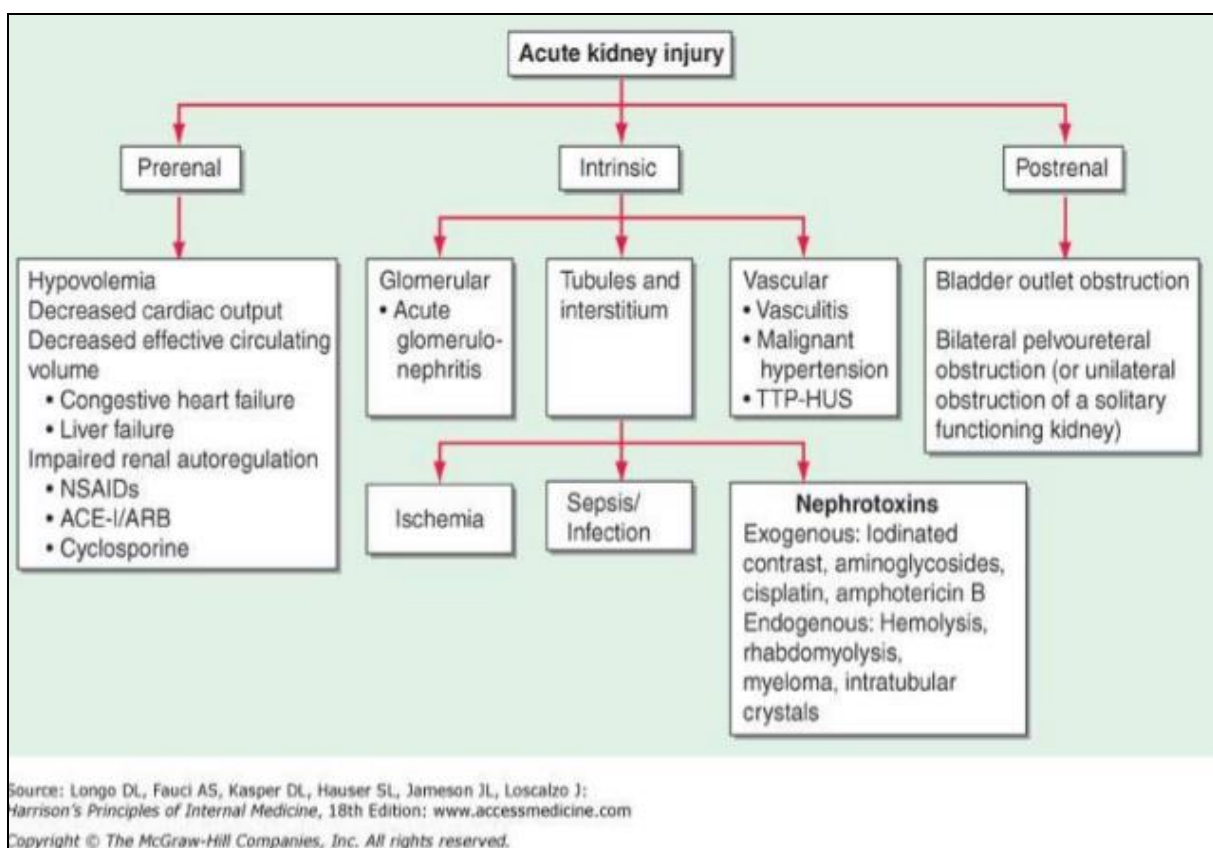 Acute kidney injury
Prerenal
Intrinsic
Postrenal
Hypovolemia
Decreased cardiac output
Decreased effective circulating
volume
• Congestive heart failure
• Liver failure
Impaired renal autoregulation
• NSAIDs
• ACE-I/ARB
• Cyclosporine
Glomerular
• Acute
glomerulo-
nephritis
Tubules and
interstitium
Vascular
• Vasculitis
• Malignant
hypertension
• TTP-HUS
Bladder outlet obstruction
Bilateral pelvoureteral
obstruction (or unilateral
obstruction of a solitary
functioning kidney)
Ischemia
Sepsis/
Infection
Nephrotoxins
Exogenous: Iodinated
contrast, aminoglycosides,
cisplatin, amphotericin B
Endogenous: Hemolysis,
rhabdomyolysis,
myeloma, intratubular
crystals
Source: Longo DL, Fauci AS, Kasper DL, Hauser SL, Jameson JL, Loscalzo J:
Harrison's Principles of Internal Medicine, 18th Edition: www.accessmedicine.com
Copyright © The McGraw-Hill Companies, Inc. All rights reserved.